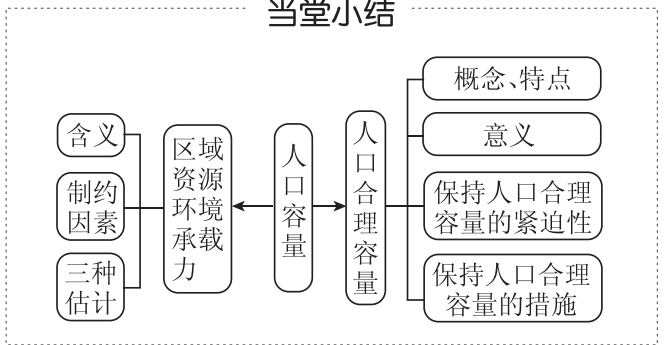 当堂小结
含义
制约
因素
三种
估计
区域
资源
环境
承载
力
人口容量
人口合理容量
概念、特点
意义
保持人口合理
容量的紧迫性
保持人口合理
容量的措施